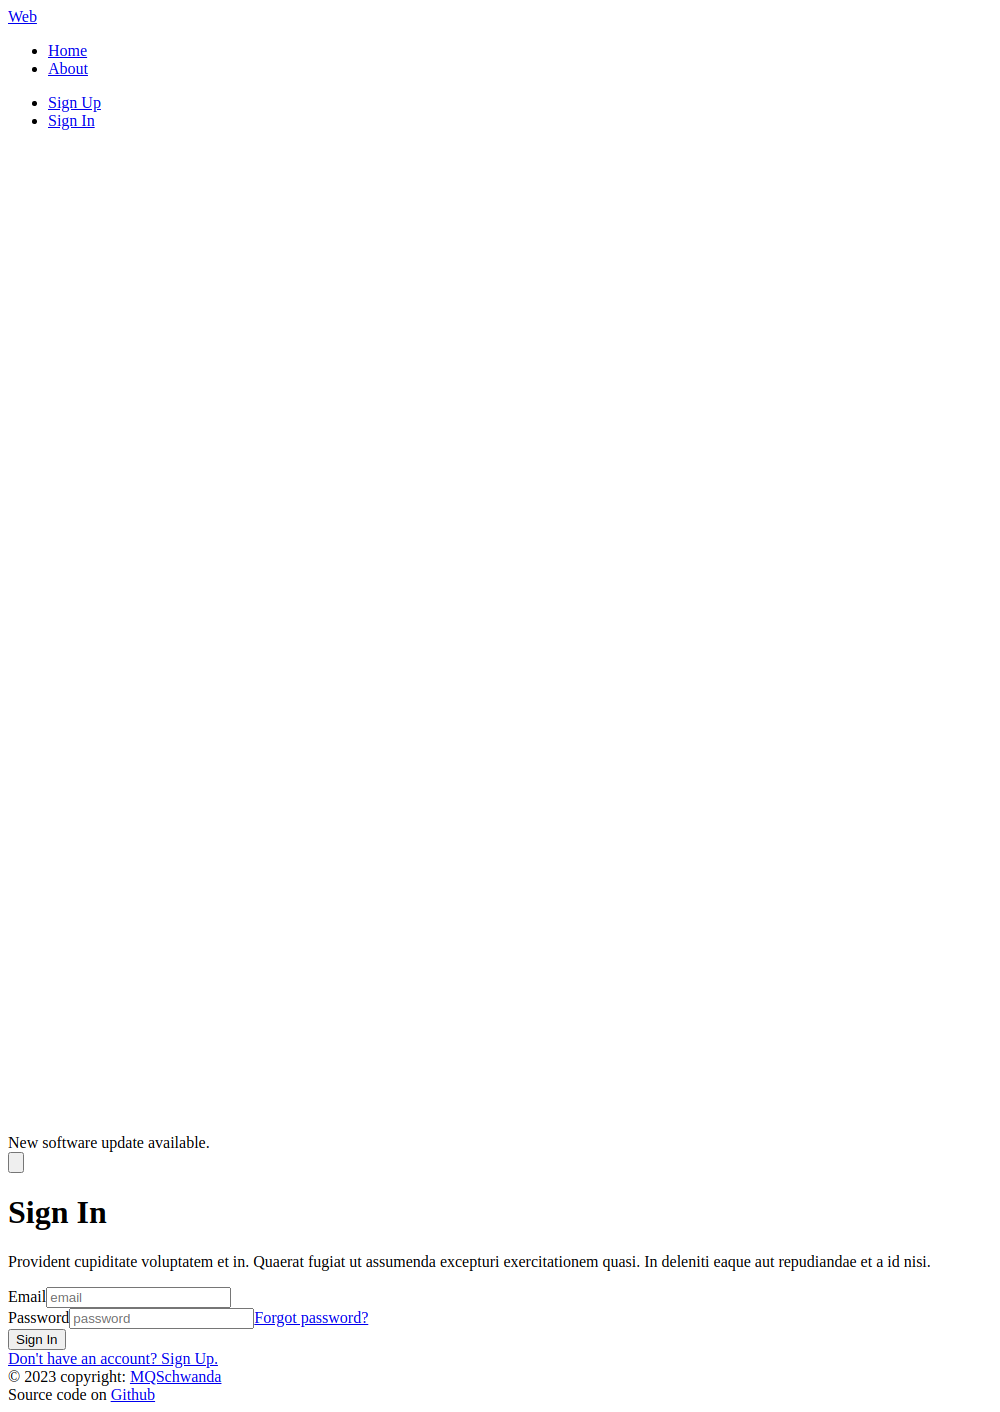 Web
Home
About
Sign Up
Sign In
New software update available.
Sign In
Provident cupiditate voluptatem et in. Quaerat fugiat ut assumenda excepturi exercitationem quasi. In deleniti eaque aut repudiandae et a id nisi.
Email email
Password password Forgot password?
Sign In
Don't have an account? Sign Up.
© 2023 copyright: MQSchwanda
Source code on Github